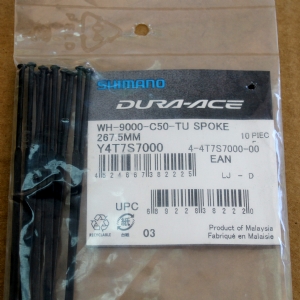 SHIMANO
DURA-ACE
WH-9000-C50-TU SPOKE
267.5MM 10 PIEC
Y4T7S7000 4-4T7S7000-00
EAN
UPC
03
Product of Malaysia
Fabriqué en Malaisie